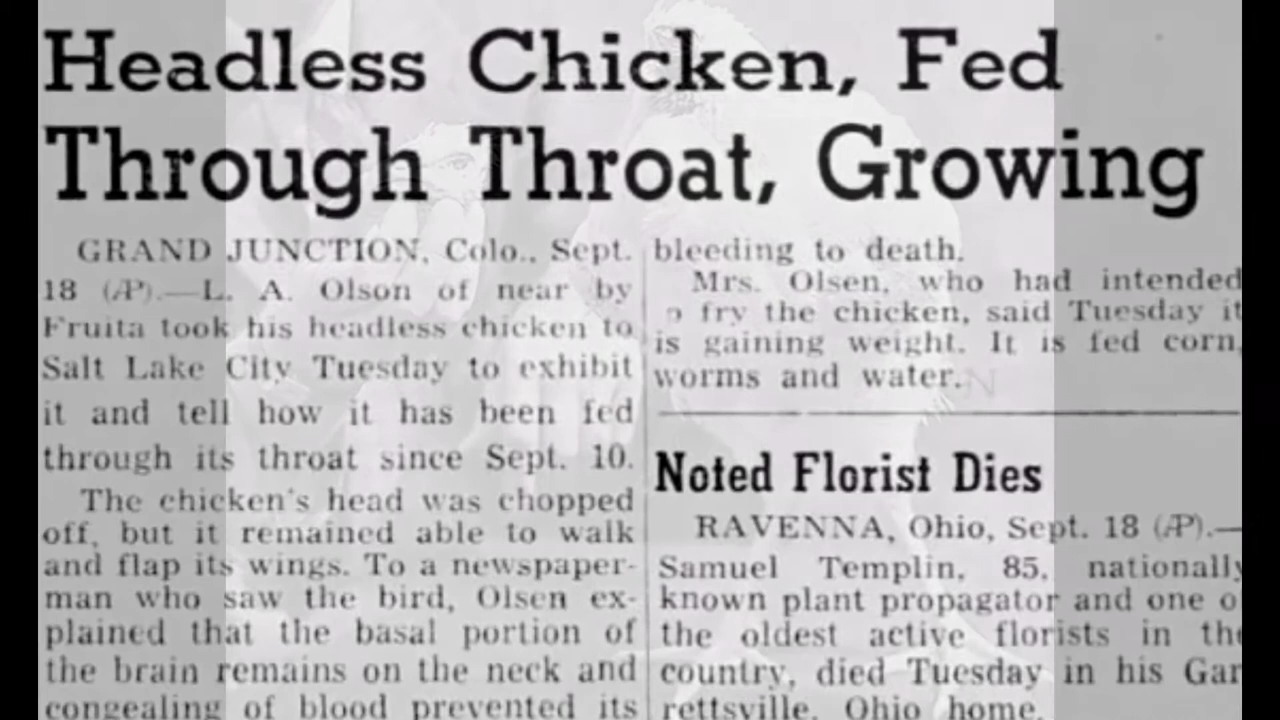 Headless Chicken, Fed
Through Throat, Growing
GRAND JUNCTION, Colo., Sept.
18 (AP).—L. A. Olson of near by
Fruita took his headless chicken to
Salt Lake City Tuesday to exhibit
it and tell how it has been fed
through its throat since Sept. 10.
The chicken's head was chopped
off, but it remained able to walk
and flap its wings. To a newspaper-
man who saw the bird, Olsen ex-
plained that the basal portion of
the brain remains on the neck and
congealing of blood prevented its
bleeding to death.
Mrs. Olsen, who had intended
o fry the chicken, said Tuesday it
is gaining weight. It is fed corn,
worms and water.
Noted Florist Dies
RAVENNA, Ohio, Sept. 18 (AP).—
Samuel Templin, 85, nationally
known plant propagator and one o
the oldest active florists in the
country, died Tuesday in his Gar
rettsville, Ohio home.